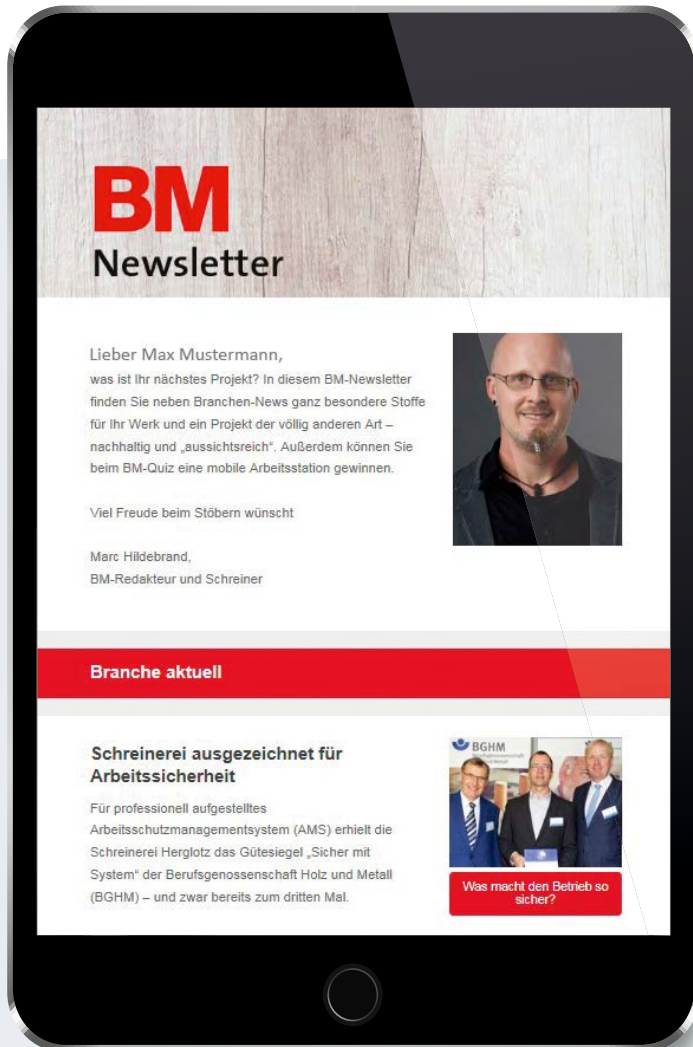 BM
Newsletter
Lieber Max Mustermann,
was ist Ihr nächstes Projekt? In diesem BM-Newsletter
finden Sie neben Branchen-News ganz besondere Stoffe
für Ihr Werk und ein Projekt der völlig anderen Art –
nachhaltig und „aussichtsreich“. Außerdem können Sie
beim BM-Quiz eine mobile Arbeitsstation gewinnen.
Viel Freude beim Stöbern wünscht
Marc Hildebrand,
BM-Redakteur und Schreiner
Branche aktuell
Schreinerei ausgezeichnet für
Arbeitssicherheit
Für professionell aufgestelltes
Arbeitsschutzmanagementsystem (AMS) erhielt die
Schreinerei Herglotz das Gütesiegel „Sicher mit
System“ der Berufsgenossenschaft Holz und Metall
(BGHM) – und zwar bereits zum dritten Mal.
BGHM
Was macht den Betrieb so
sicher?